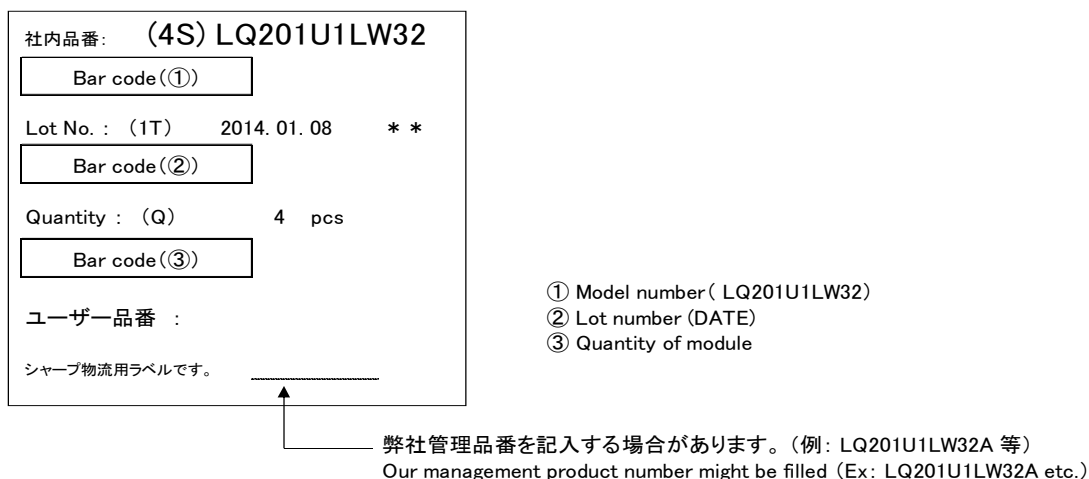 社内品番: (4S) LQ201U1LW32
Bar code(①)
Lot No. : (1T) 2014. 01. 08 * *
Bar code(②)
Quantity : (Q) 4 pcs
Bar code(③)
ユーザー品番 :
シャープ物流用ラベルです。
① Model number( LQ201U1LW32)
② Lot number (DATE)
③ Quantity of module
弊社管理品番を記入する場合があります。(例: LQ201U1LW32A 等)
Our management product number might be filled (Ex: LQ201U1LW32A etc.)